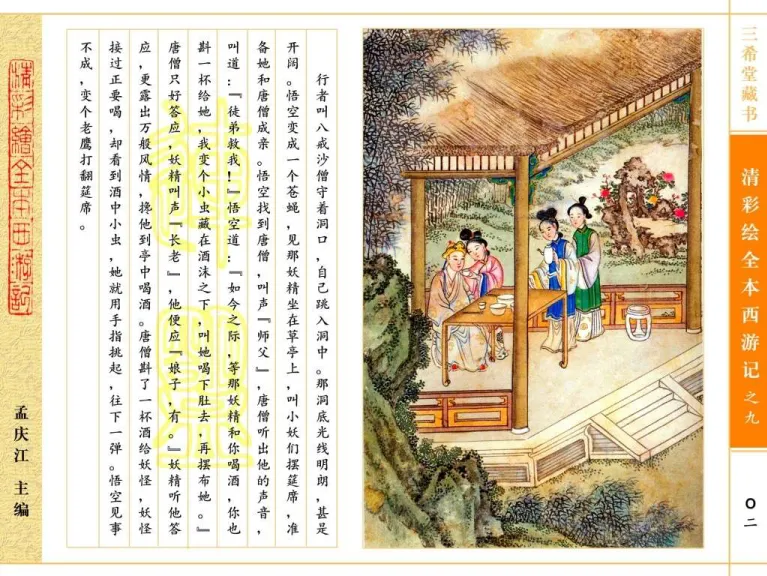 三希堂藏书
清彩绘全本西游记之九
〇二
行者叫八戒沙僧守着洞口，自己跳入洞中。那洞底光线明朗，甚是
开阔。悟空变成一个苍蝇，见那妖精坐在草亭上，叫小妖们摆筵席，准
备她和唐僧成亲。悟空找到唐僧，叫声『师父』，唐僧听出他的声音，
叫道：『徒弟救我！』悟空道：『如今之际，等那妖精和你喝酒，你也
斟一杯给她，我变个小虫藏在酒沫之下，叫她喝下肚去，再摆布她。』
唐僧只好答应，妖精叫声『长老』，他便应『娘子，有。』妖精听他答
应，更露出万般风情，搀他到亭中喝酒。唐僧斟了一杯酒给妖怪，妖怪
接过正要喝，却看到酒中小虫，她就用手指挑起，往下一弹。悟空见事
不成，变个老鹰打翻筵席。
清彩绘全本西游记
孟庆江 主编